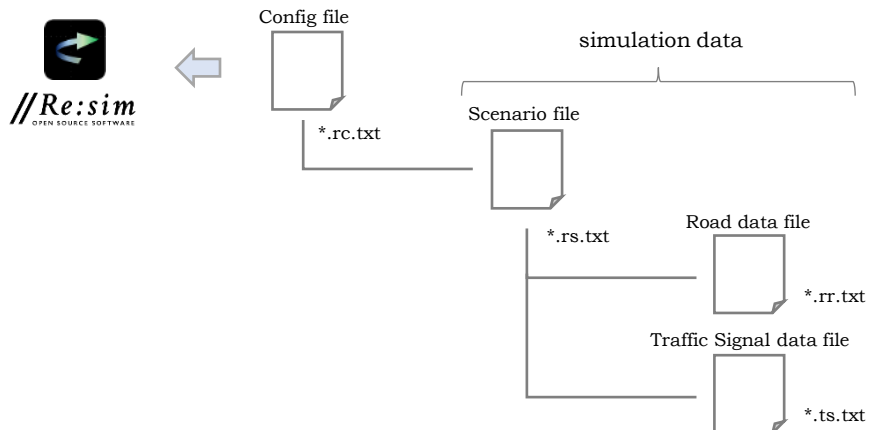 Config file
simulation data
//Re:sim
OPEN SOURCE SOFTWARE
Scenario file
*.rc.txt
Road data file
*.rs.txt
*.rr.txt
Traffic Signal data file
*.ts.txt